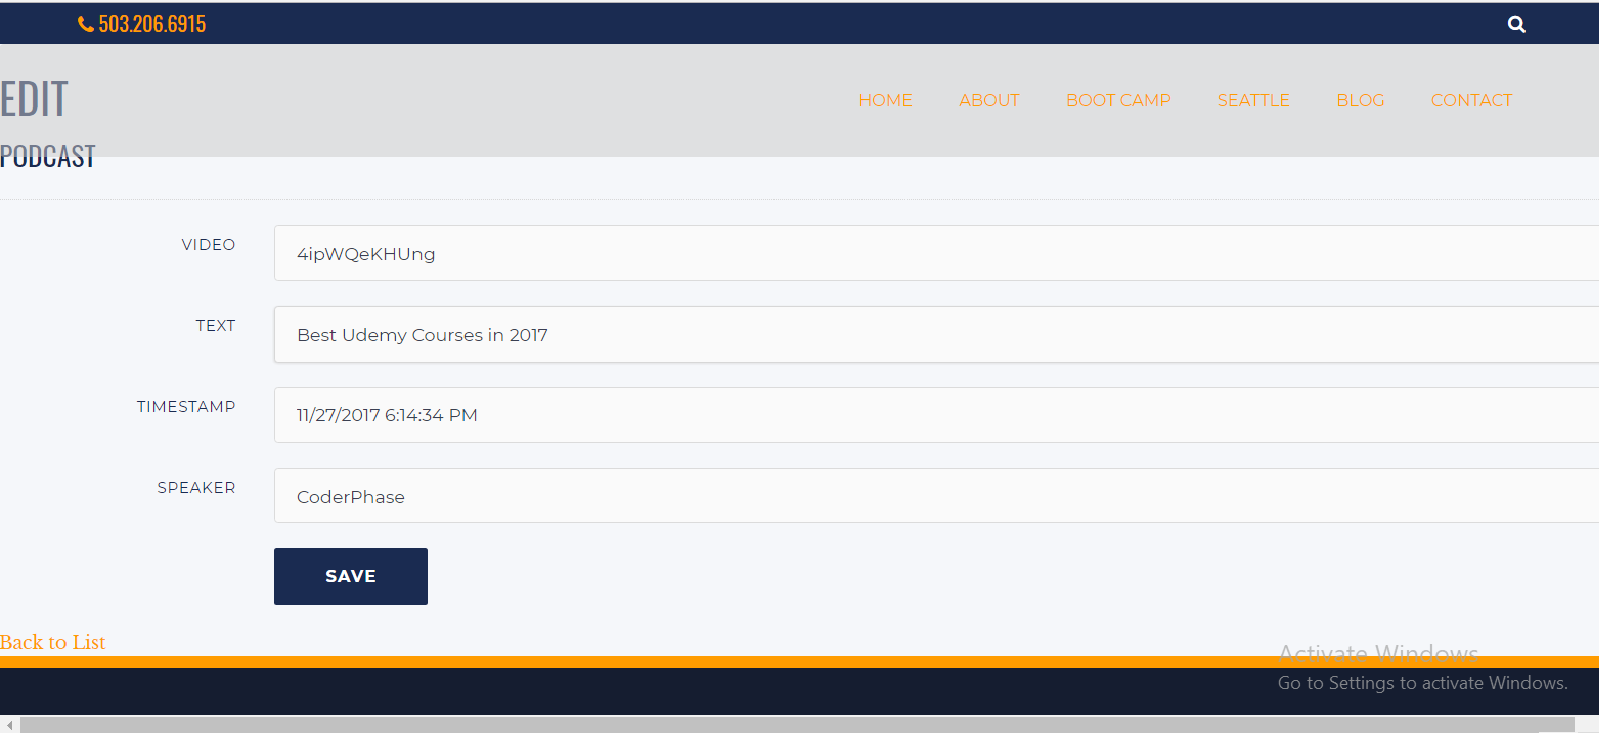 503.206.6915
EDIT
HOME ABOUT BOOT CAMP SEATTLE BLOG CONTACT
PODCAST
VIDEO 4ipWQeKHUng
TEXT Best Udemy Courses in 2017
TIMESTAMP 11/27/2017 6:14:34 PM
SPEAKER CoderPhase
SAVE
Back to List
Activate Windows
Go to Settings to activate Windows.